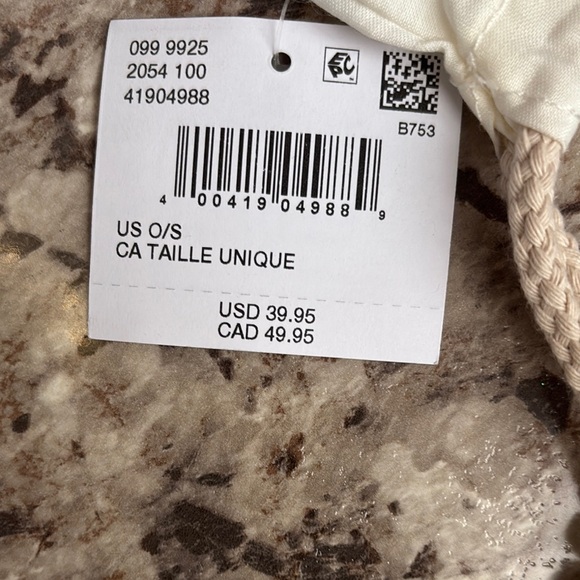 099 9925
2054 100
41904988
EPC
B753
4 00419 04988 9
US O/S
CA TAILLE UNIQUE
USD 39.95
CAD 49.95